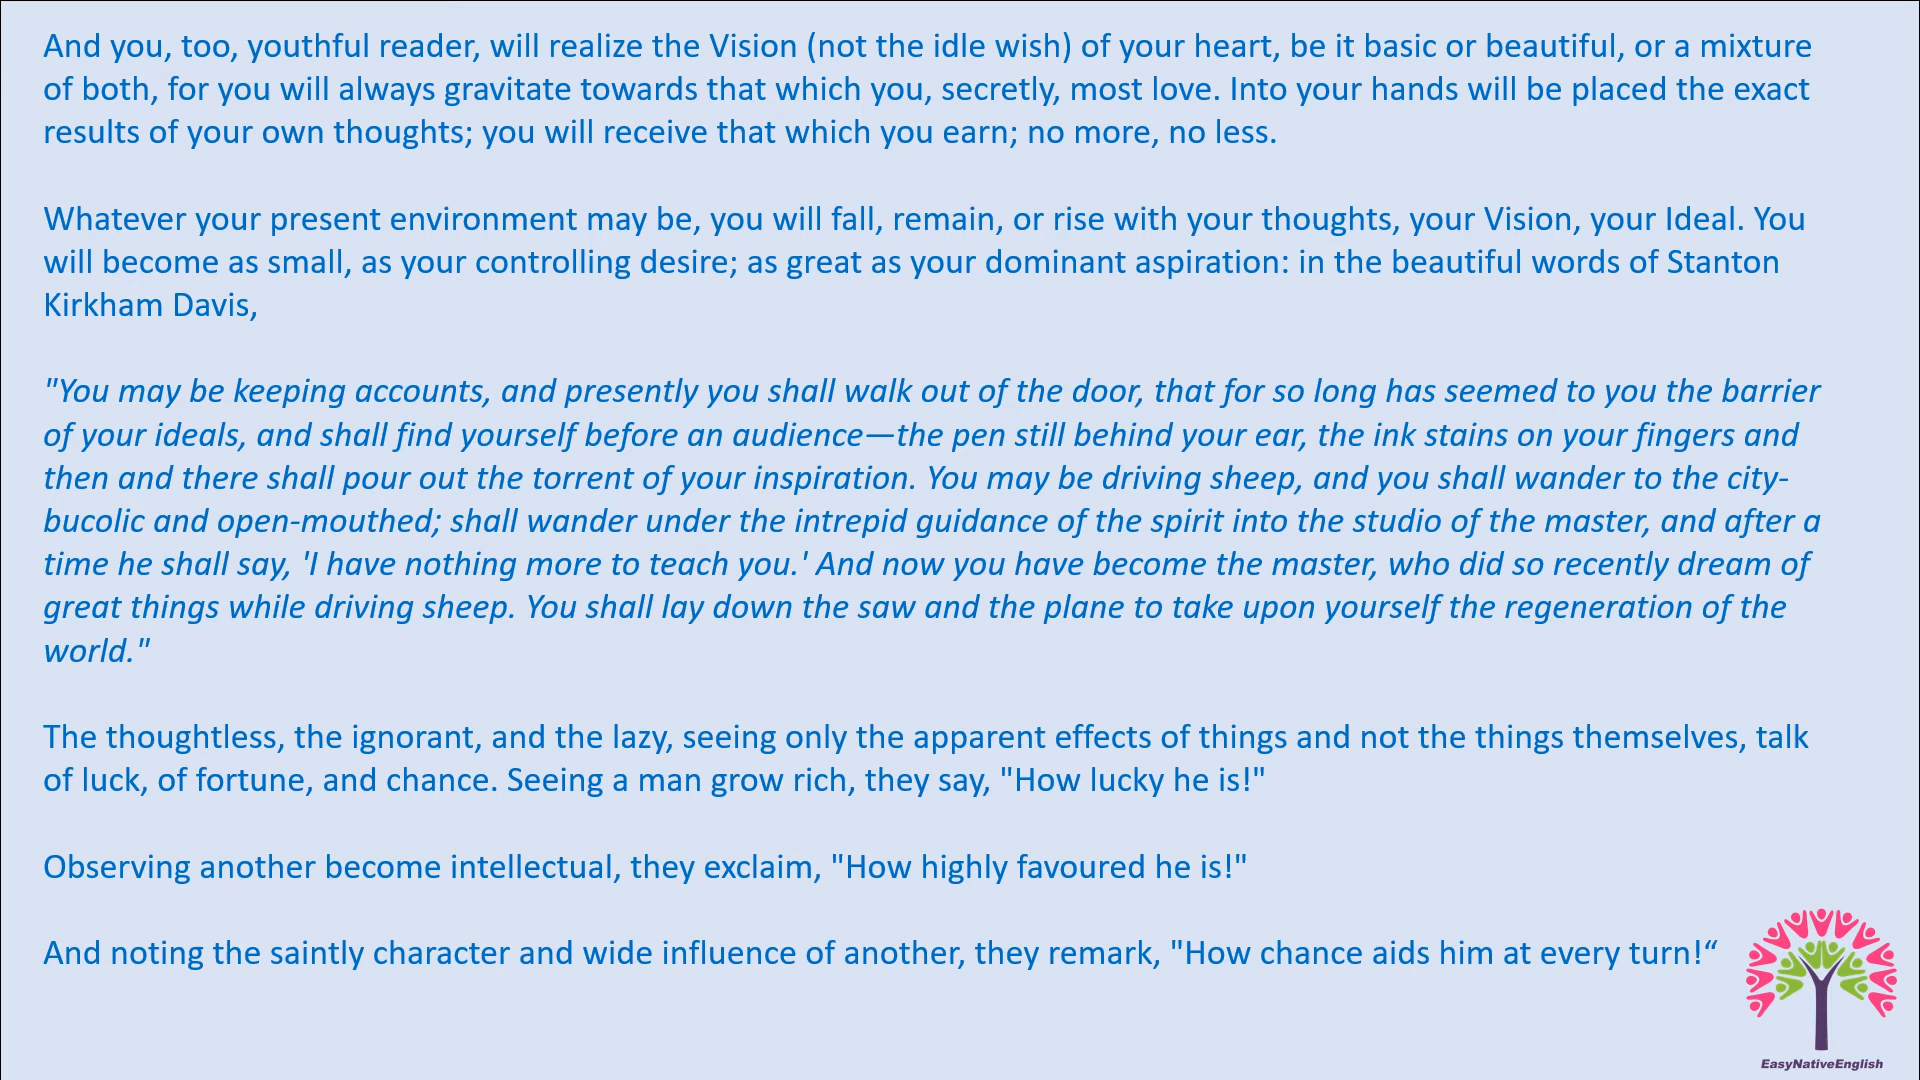 And you, too, youthful reader, will realize the Vision (not the idle wish) of your heart, be it basic or beautiful, or a mixture
of both, for you will always gravitate towards that which you, secretly, most love. Into your hands will be placed the exact
results of your own thoughts; you will receive that which you earn; no more, no less.
Whatever your present environment may be, you will fall, remain, or rise with your thoughts, your Vision, your Ideal. You
will become as small, as your controlling desire; as great as your dominant aspiration: in the beautiful words of Stanton
Kirkham Davis,
"You may be keeping accounts, and presently you shall walk out of the door, that for so long has seemed to you the barrier
of your ideals, and shall find yourself before an audience—the pen still behind your ear, the ink stains on your fingers and
then and there shall pour out the torrent of your inspiration. You may be driving sheep, and you shall wander to the city-
bucolic and open-mouthed; shall wander under the intrepid guidance of the spirit into the studio of the master, and after a
time he shall say, 'I have nothing more to teach you.' And now you have become the master, who did so recently dream of
great things while driving sheep. You shall lay down the saw and the plane to take upon yourself the regeneration of the
world."
The thoughtless, the ignorant, and the lazy, seeing only the apparent effects of things and not the things themselves, talk
of luck, of fortune, and chance. Seeing a man grow rich, they say, "How lucky he is!"
Observing another become intellectual, they exclaim, "How highly favoured he is!"
And noting the saintly character and wide influence of another, they remark, "How chance aids him at every turn!“
EasyNativeEnglish